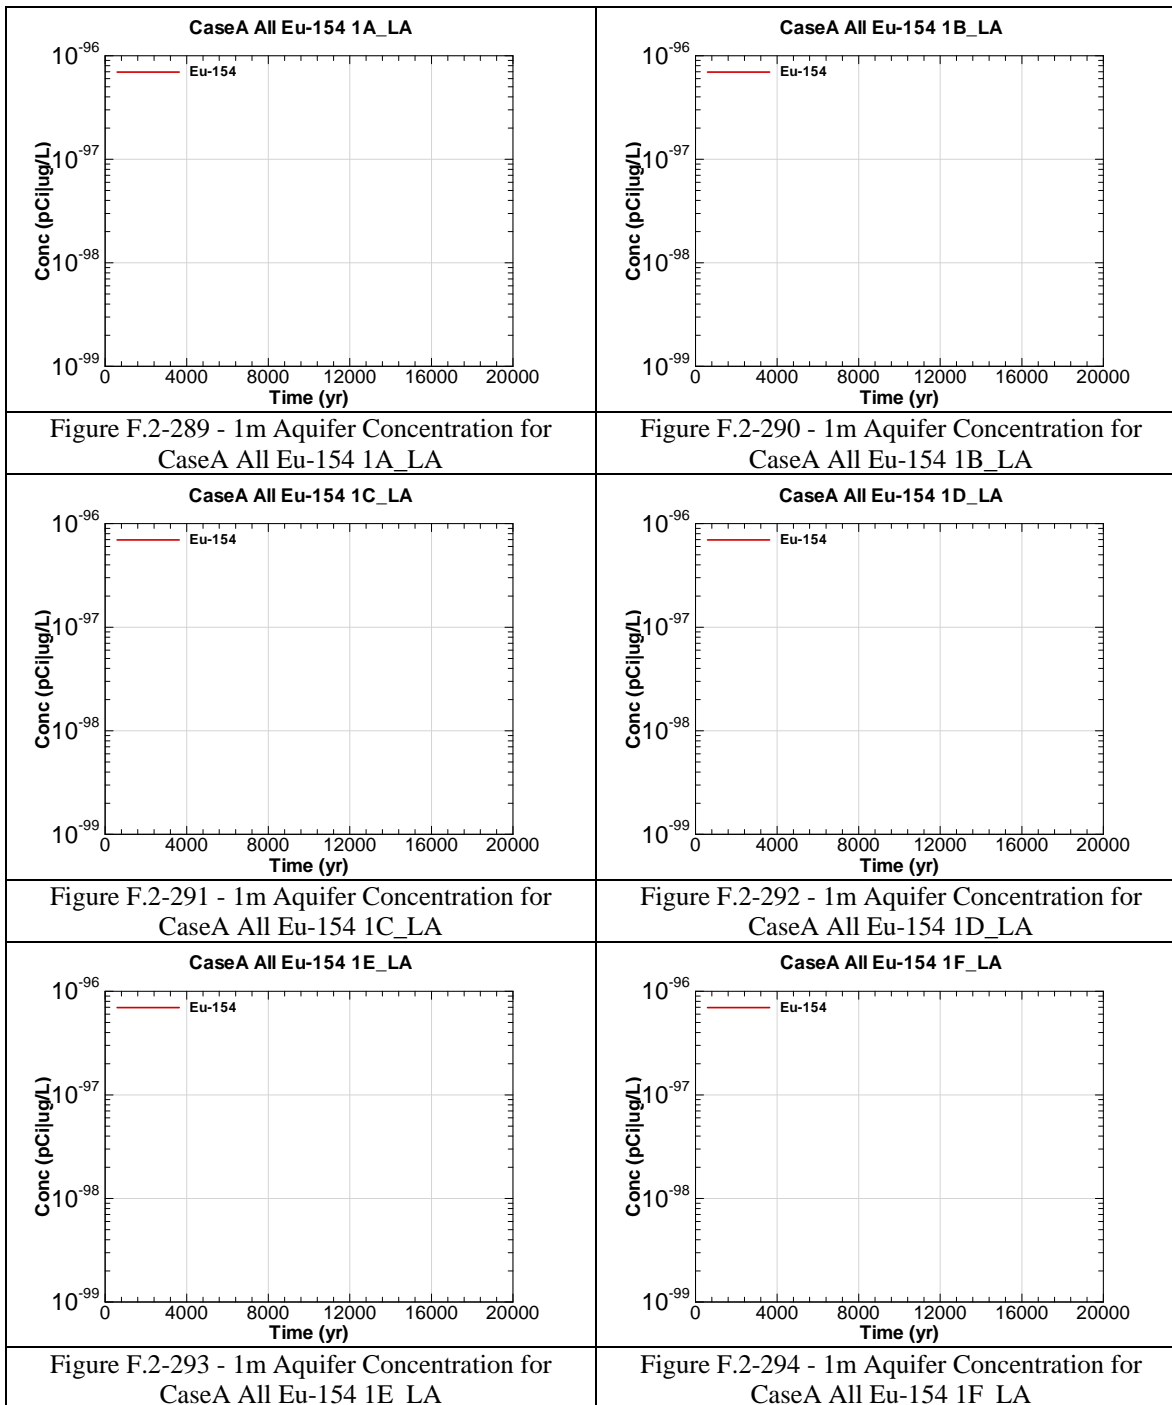 CaseA All Eu-154 1A_LA
10^-96
Eu-154
10^-97
10^-98
10^-99
Conc (pCi|ug/L)
0 4000 8000 12000 16000 20000
Time (yr)
Figure F.2-289 - 1m Aquifer Concentration for
CaseA All Eu-154 1A_LA
CaseA All Eu-154 1B_LA
10^-96
Eu-154
10^-97
10^-98
10^-99
Conc (pCi|ug/L)
0 4000 8000 12000 16000 20000
Time (yr)
Figure F.2-290 - 1m Aquifer Concentration for
CaseA All Eu-154 1B_LA
CaseA All Eu-154 1C_LA
10^-96
Eu-154
10^-97
10^-98
10^-99
Conc (pCi|ug/L)
0 4000 8000 12000 16000 20000
Time (yr)
Figure F.2-291 - 1m Aquifer Concentration for
CaseA All Eu-154 1C_LA
CaseA All Eu-154 1D_LA
10^-96
Eu-154
10^-97
10^-98
10^-99
Conc (pCi|ug/L)
0 4000 8000 12000 16000 20000
Time (yr)
Figure F.2-292 - 1m Aquifer Concentration for
CaseA All Eu-154 1D_LA
CaseA All Eu-154 1E_LA
10^-96
Eu-154
10^-97
10^-98
10^-99
Conc (pCi|ug/L)
0 4000 8000 12000 16000 20000
Time (yr)
Figure F.2-293 - 1m Aquifer Concentration for
CaseA All Eu-154 1E_LA
CaseA All Eu-154 1F_LA
10^-96
Eu-154
10^-97
10^-98
10^-99
Conc (pCi|ug/L)
0 4000 8000 12000 16000 20000
Time (yr)
Figure F.2-294 - 1m Aquifer Concentration for
CaseA All Eu-154 1F_LA